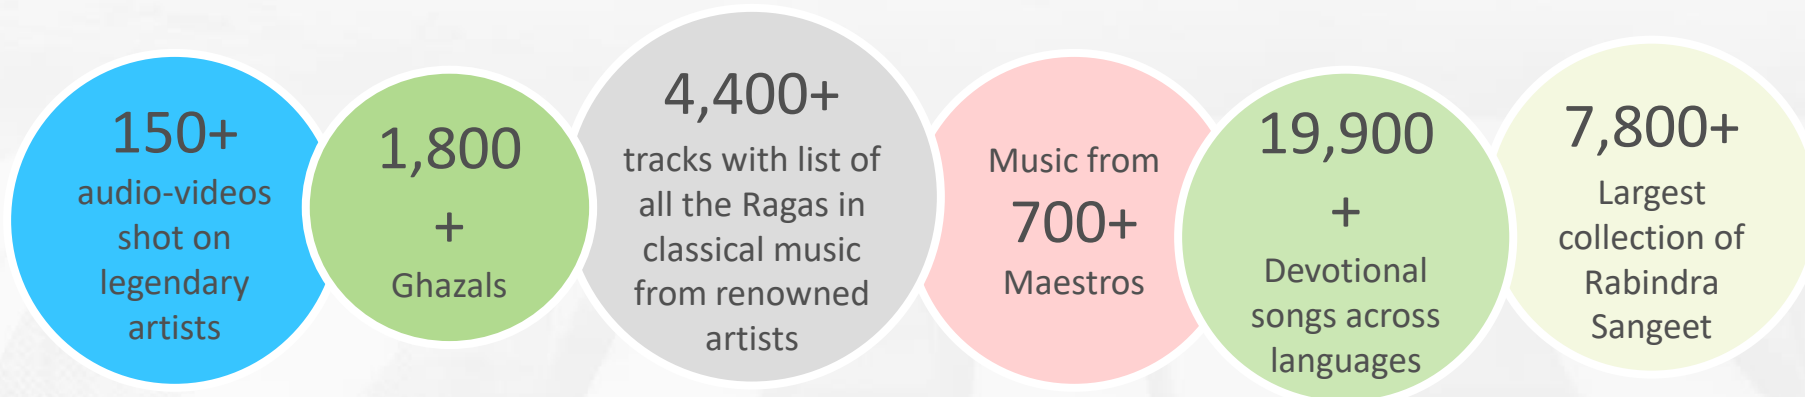 150+
audio-videos
shot on
legendary
artists
1,800
+
Ghazals
4,400+
tracks with list of
all the Ragas in
classical music
from renowned
artists
Music from
700+
Maestros
19,900
+
Devotional
songs across
languages
7,800+
Largest
collection of
Rabindra
Sangeet